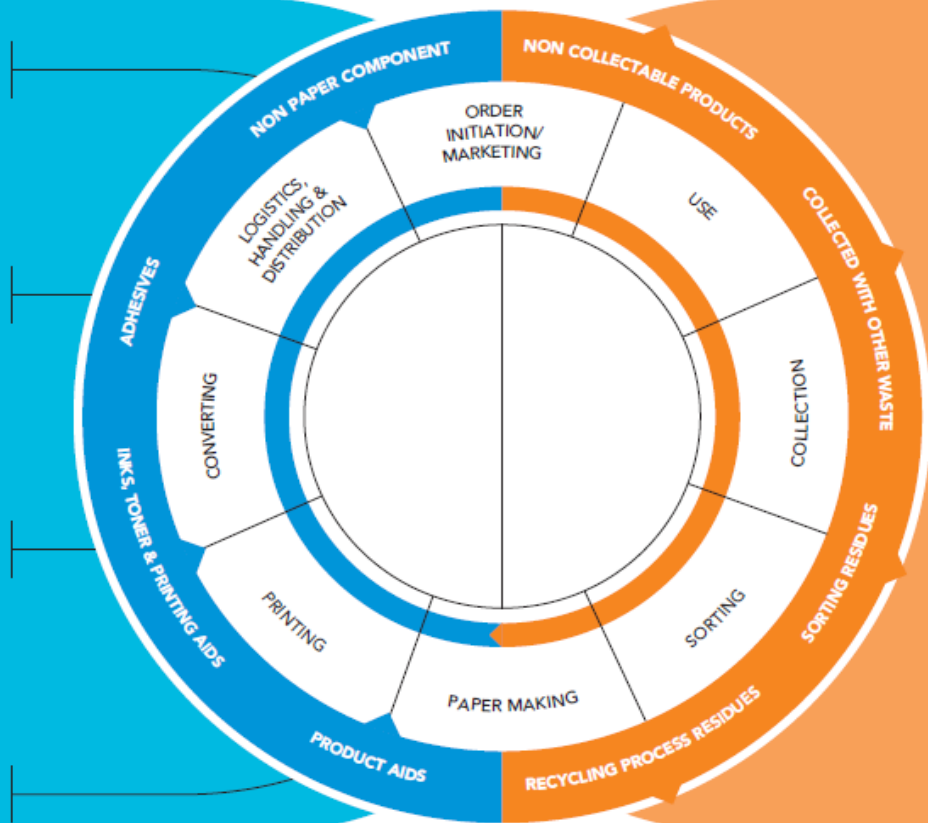 NON PAPER COMPONENT
NON COLLECTABLE PRODUCTS
COLLECTED WITH OTHER WASTE
SORTING RESIDUES
RECYCLING PROCESS RESIDUES
PRODUCT AIDS
INKS, TONER & PRINTING AIDS
ADHESIVES
ORDER
INITIATION/
MARKETING
USE
COLLECTION
SORTING
PAPER MAKING
PRINTING
CONVERTING
LOGISTICS,
HANDLING &
DISTRIBUTION